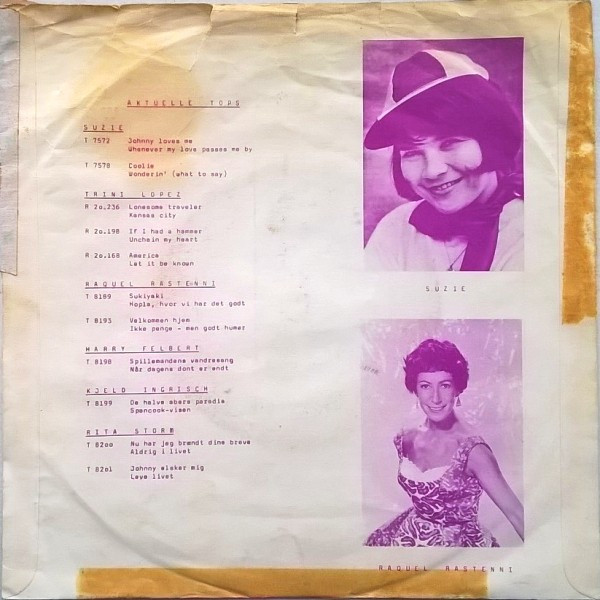 AKTUELLE TOPS
SUZIE
T 7572 Johnny loves me
Whenever my love passes me by
T 7578 Coolie
Wonderin' (what to say)
TRINI LOPEZ
R 20.236 Lonesome traveler
Kansas city
R 20.198 If I had a hammer
Unchain my heart
R 20.168 America
Let it be known
RAQUEL RASTENNI
T 8189 Sukiyaki
Hopla, hvor vi har det godt
T 8193 Velkommen hjem
Ikke penge - men godt humør
HARRY FELBERT
T 8198 Spillemandens vandresang
Når dagens dont er endt
KJELD INGRISCH
T 8199 De halve abers paradis
Spencook-visen
RITA STORM
T 8200 Nu har jeg brændt dine breve
Aldrig i livet
T 8201 Johnny elsker mig
Leve livet
SUZIE
RAQUEL RASTENNI